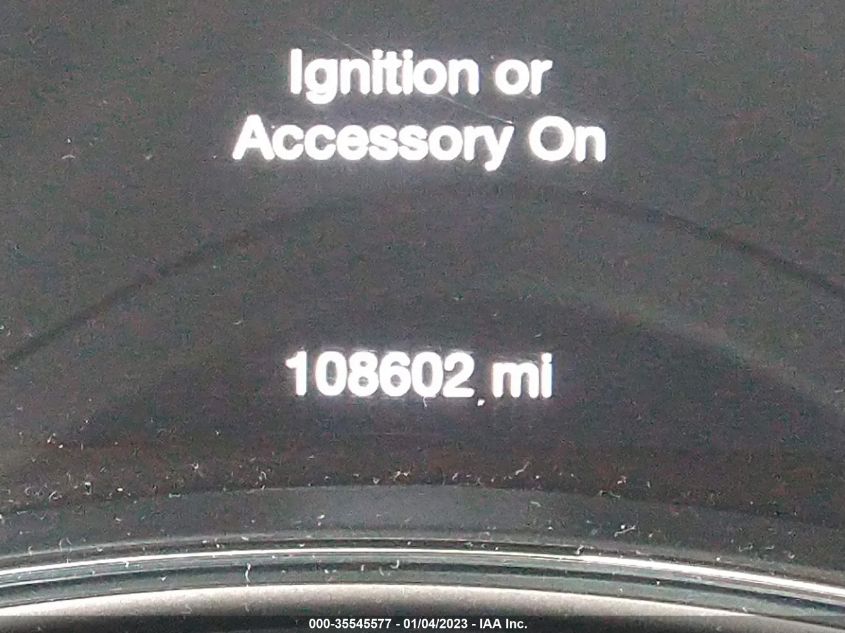 Ignition or
Accessory On
108602 mi
000-35545577 - 01/04/2023 - IAA Inc.